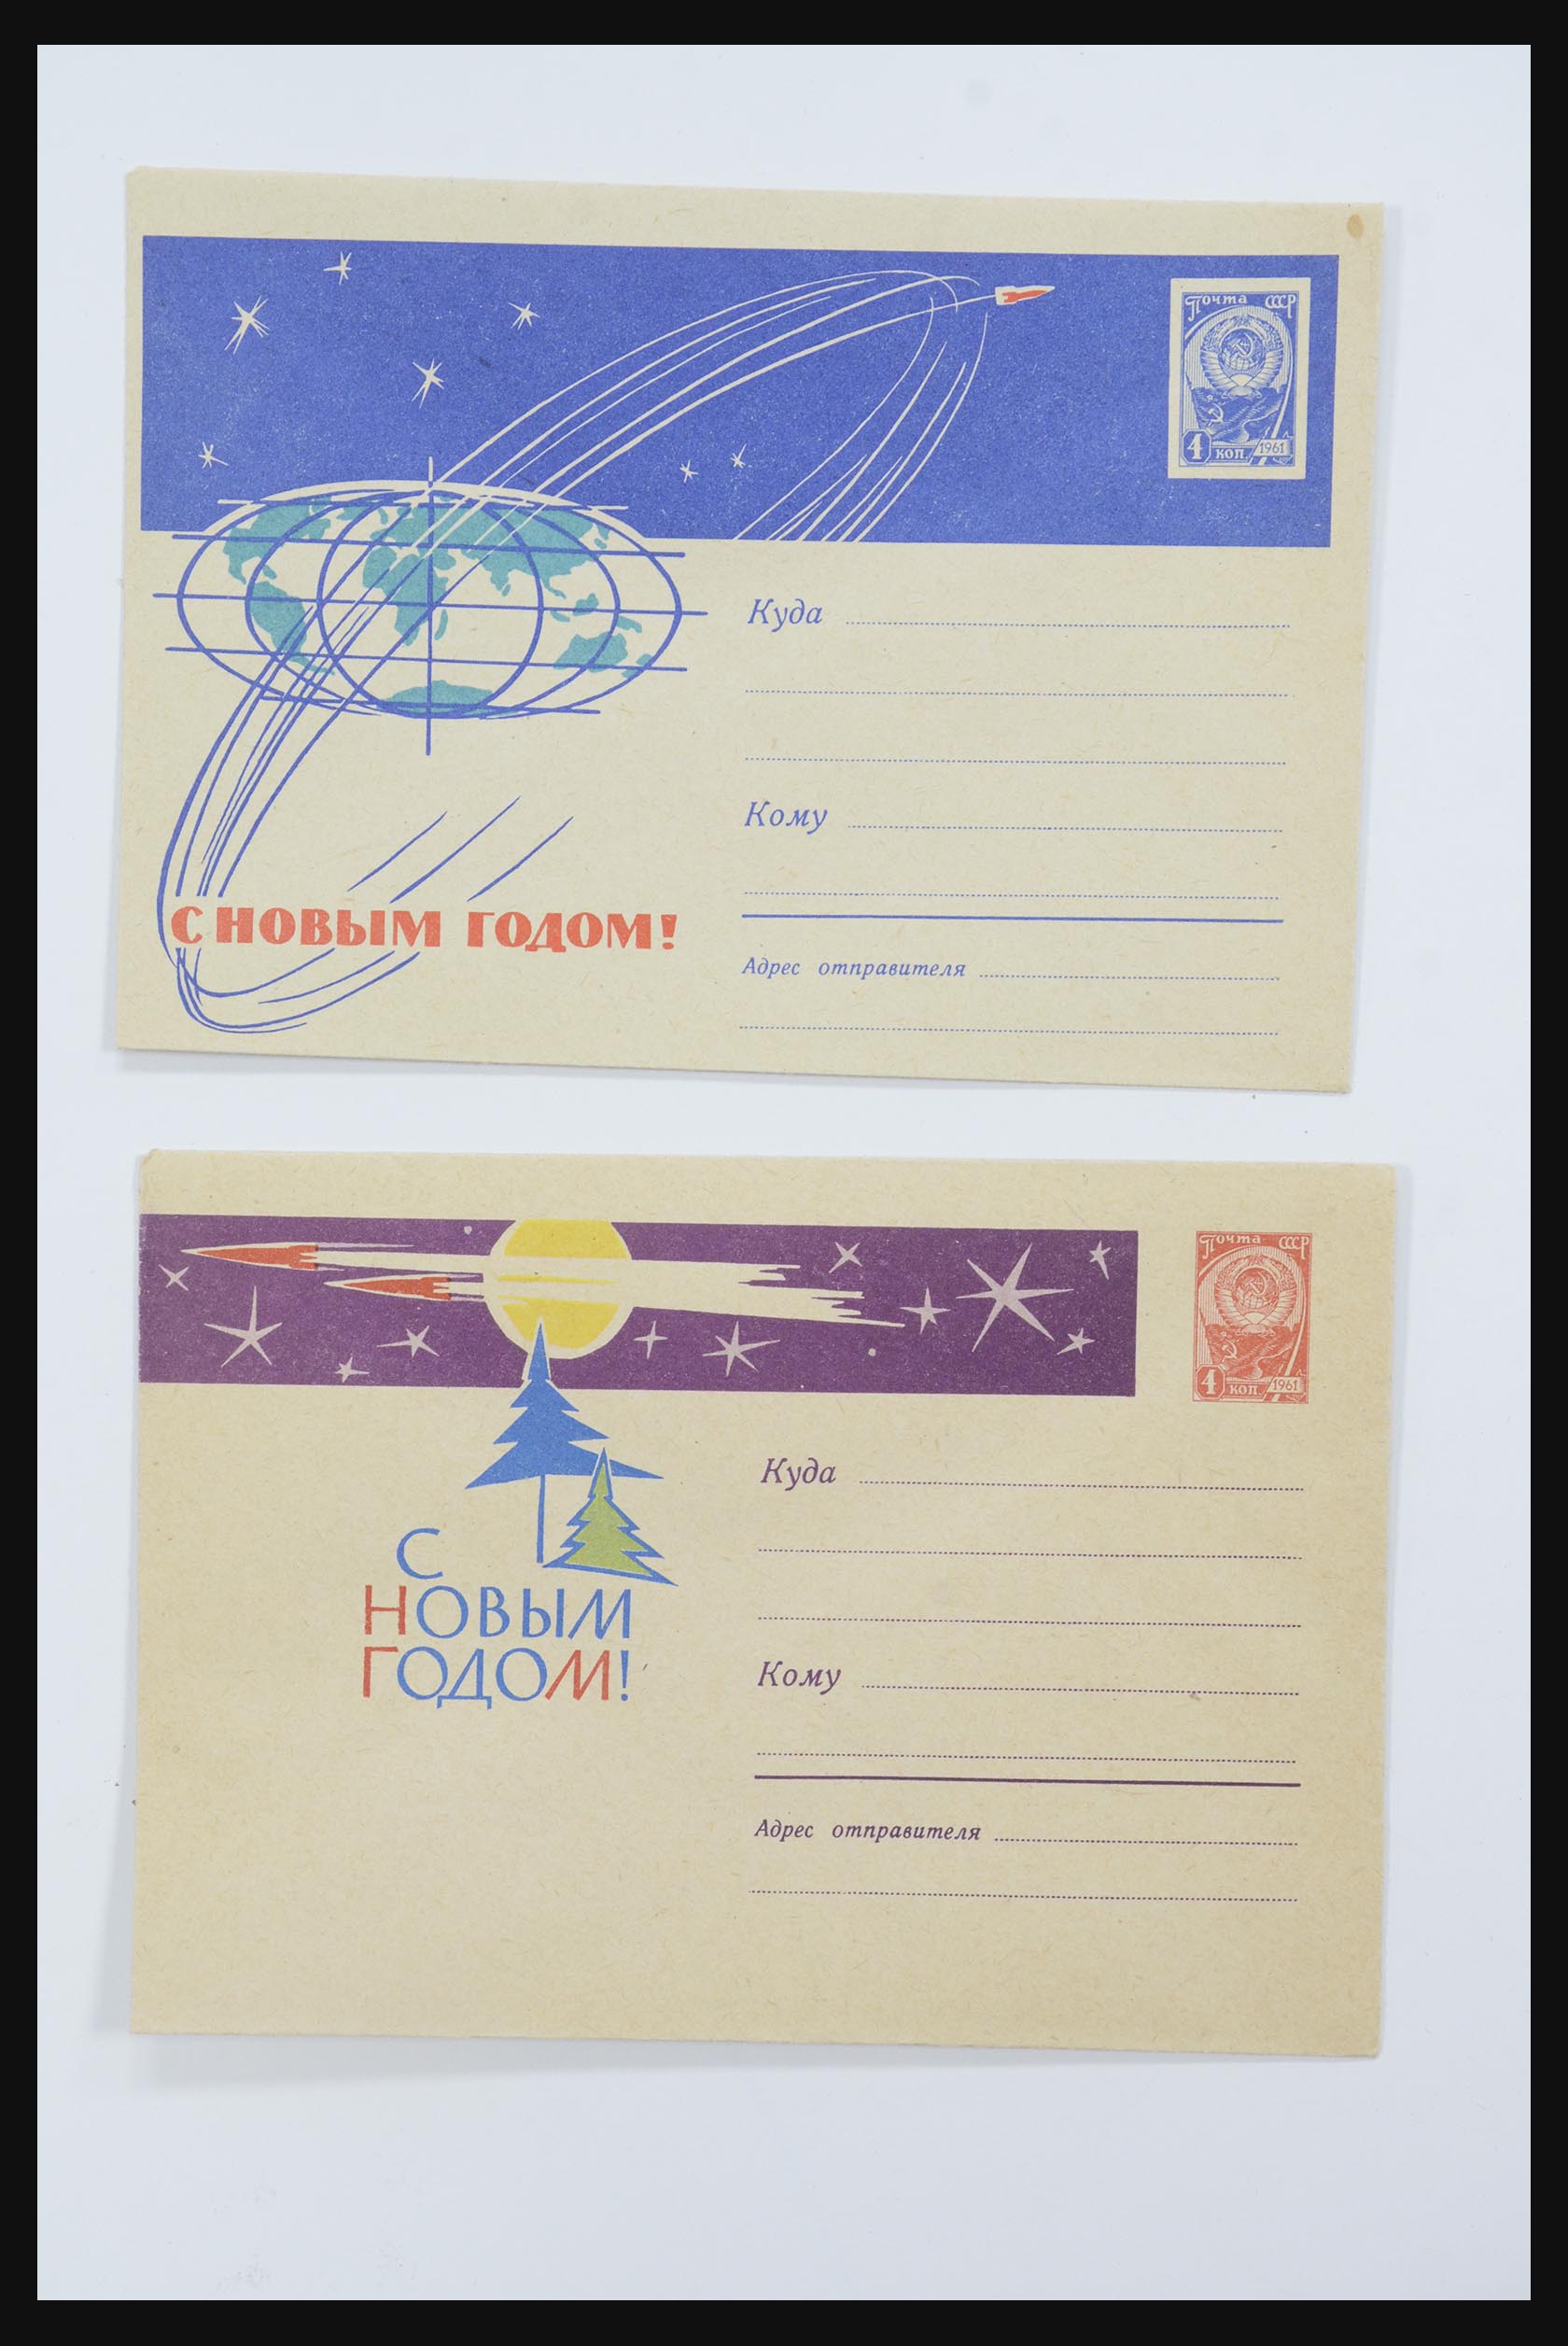 Почта СССР
4 коп. 1961
Куда
Кому
С НОВЫМ ГОДОМ!
Адрес отправителя
Почта СССР
4 коп 1961
Куда
С
НОВЫМ
ГОДОМ!
Кому
Адрес отправителя